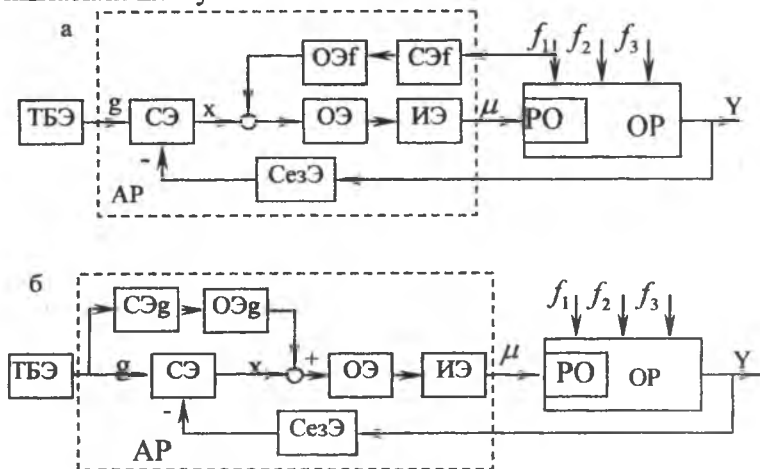 а
ОЭf
СЭf
f₁ f₂ f₃
ТБЭ
g
СЭ
x
ОЭ
ИЭ
μ
РО
ОР
Y
-
СезЭ
АР
б
СЭg
ОЭg
f₁ f₂ f₃
ТБЭ
g
СЭ
x
+
ОЭ
ИЭ
μ
РО
ОР
Y
-
СезЭ
АР